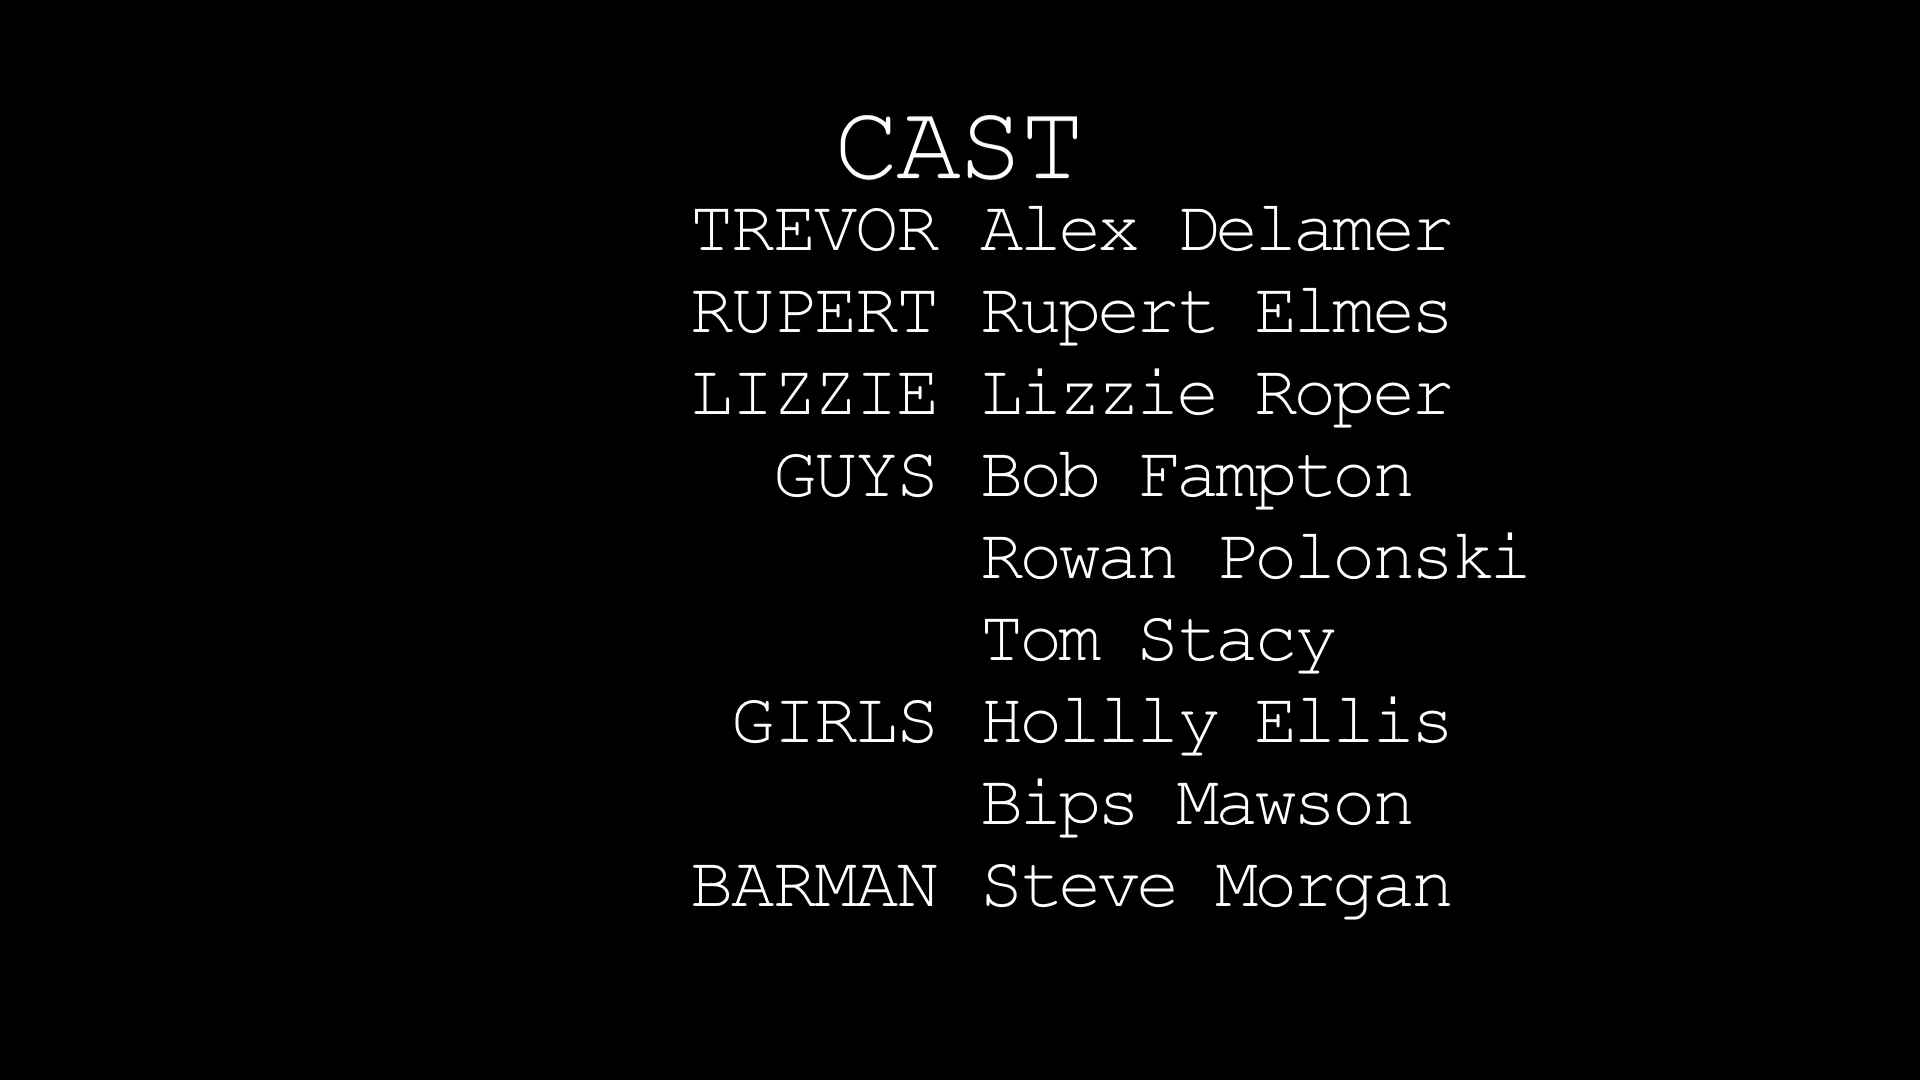 CAST
TREVOR Alex Delamer
RUPERT Rupert Elmes
LIZZIE Lizzie Roper
GUYS Bob Fampton
Rowan Polonski
Tom Stacy
GIRLS Hollly Ellis
Bips Mawson
BARMAN Steve Morgan